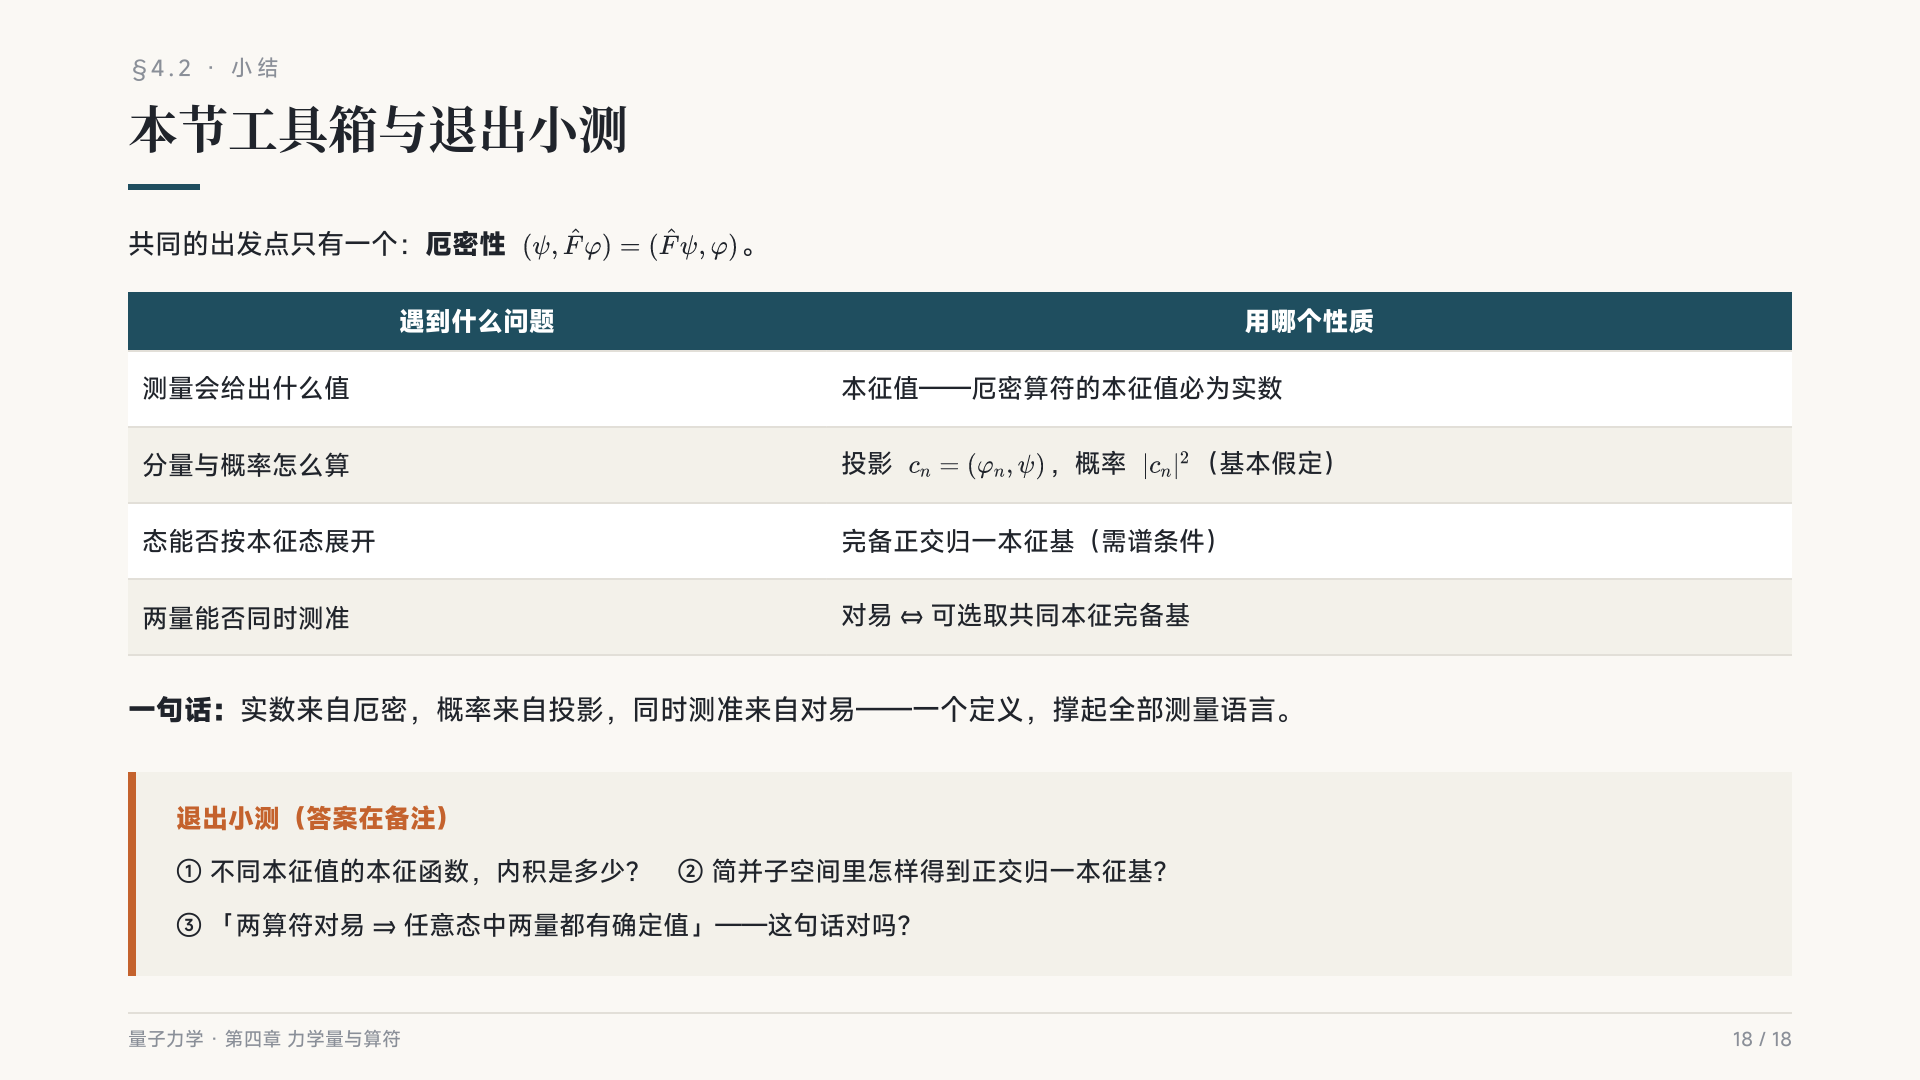 §4.2 · 小结
本节工具箱与退出小测
共同的出发点只有一个：厄密性 (ψ, F̂φ) = (F̂ψ, φ)。
遇到什么问题 用哪个性质
测量会给出什么值 本征值——厄密算符的本征值必为实数
分量与概率怎么算 投影 cₙ = (φₙ, ψ)，概率 |cₙ|²（基本假定）
态能否按本征态展开 完备正交归一本征基（需谱条件）
两量能否同时测准 对易 ⇔ 可选取共同本征完备基
一句话：实数来自厄密，概率来自投影，同时测准来自对易——一个定义，撑起全部测量语言。
退出小测（答案在备注）
① 不同本征值的本征函数，内积是多少？ ② 简并子空间里怎样得到正交归一本征基？
③ 「两算符对易 ⇒ 任意态中两量都有确定值」——这句话对吗？
量子力学 · 第四章 力学量与算符
18 / 18